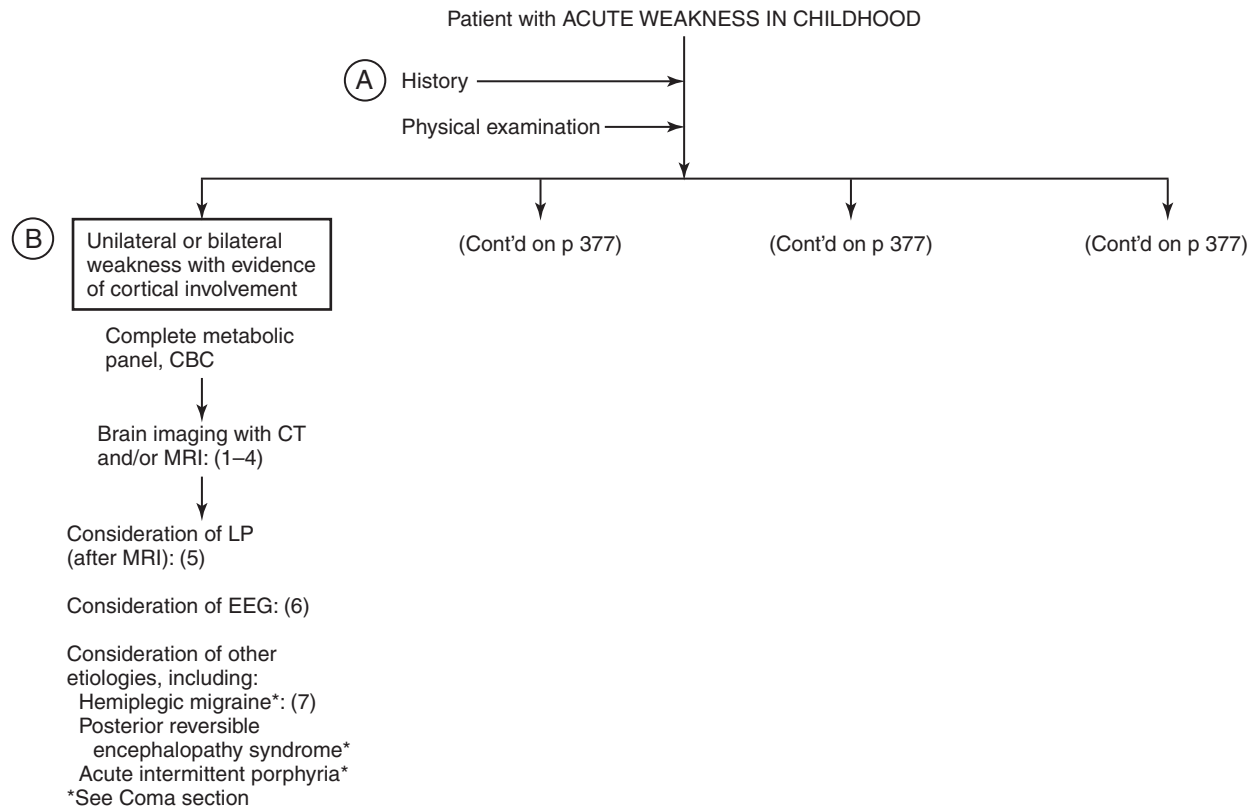 Patient with ACUTE WEAKNESS IN CHILDHOOD
A
History
Physical examination
B
Unilateral or bilateral
weakness with evidence
of cortical involvement
(Cont'd on p 377)
(Cont'd on p 377)
(Cont'd on p 377)
Complete metabolic
panel, CBC
Brain imaging with CT
and/or MRI: (1–4)
Consideration of LP
(after MRI): (5)
Consideration of EEG: (6)
Consideration of other
etiologies, including:
Hemiplegic migraine*: (7)
Posterior reversible
encephalopathy syndrome*
Acute intermittent porphyria*
*See Coma section